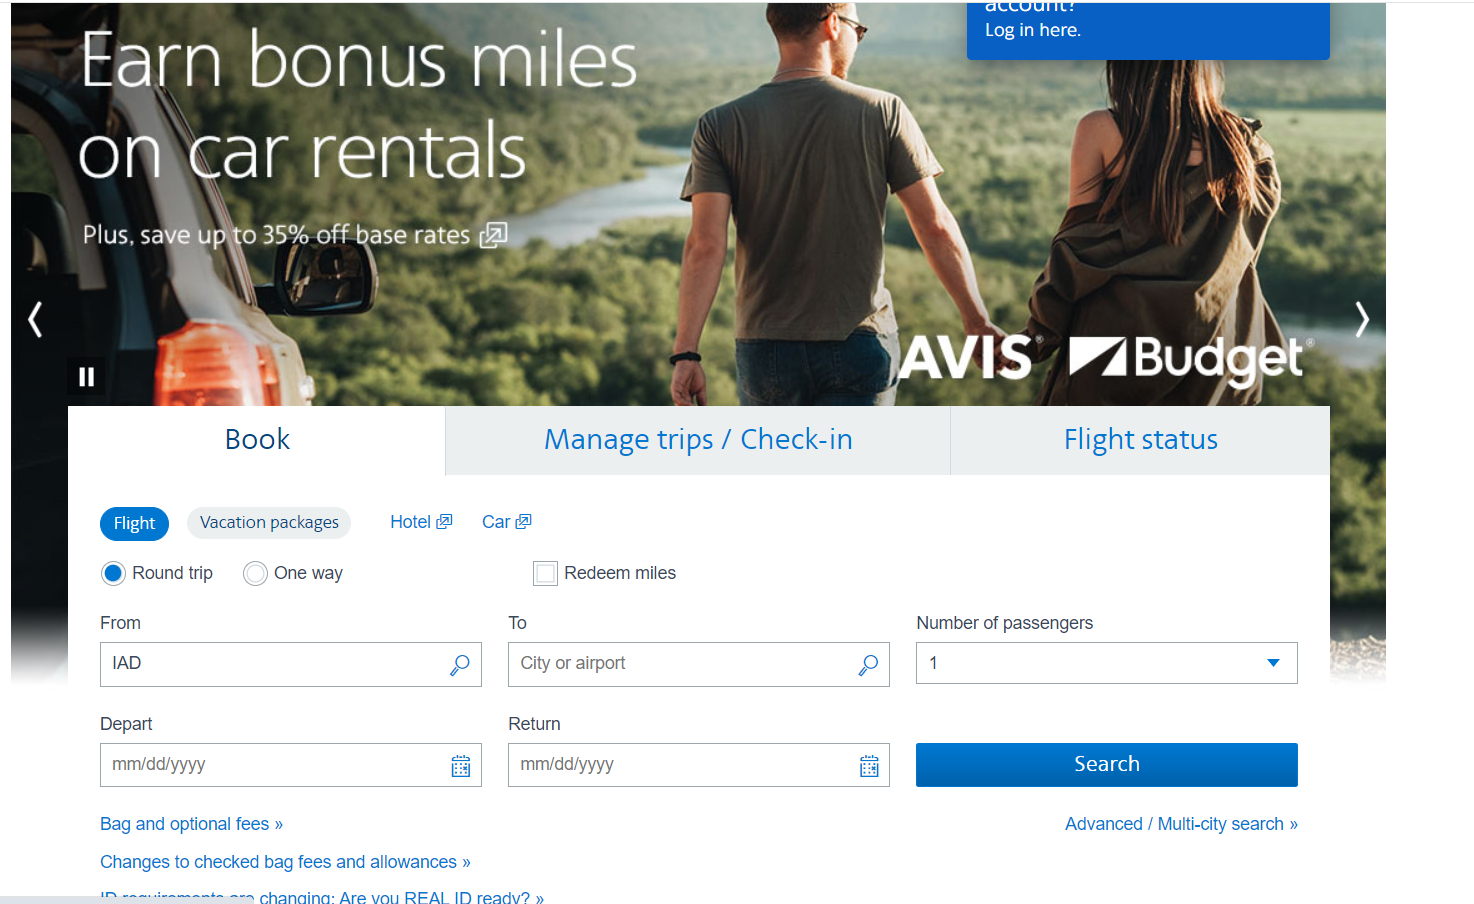 account?
Log in here.
Earn bonus miles
on car rentals
Plus, save up to 35% off base rates
AVIS® Budget®
Book Manage trips / Check-in Flight status
Flight Vacation packages Hotel Car
Round trip One way Redeem miles
From To Number of passengers
IAD City or airport 1
Depart Return
mm/dd/yyyy mm/dd/yyyy Search
Bag and optional fees » Advanced / Multi-city search »
Changes to checked bag fees and allowances »
ID requirements are changing: Are you REAL ID ready? »